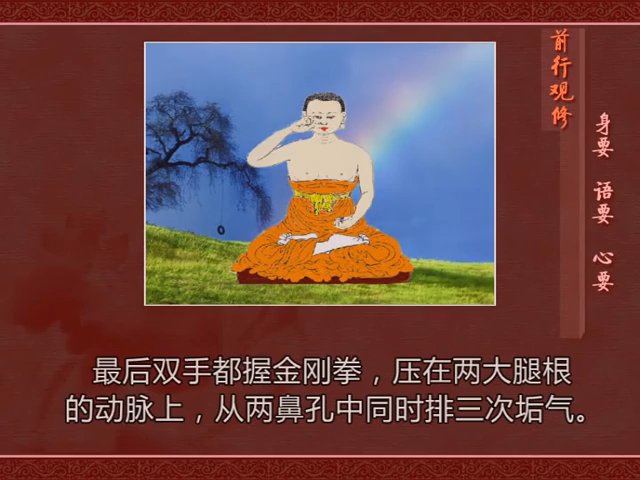 前行观修
身要 语要 心要
最后双手都握金刚拳，压在两大腿根
的动脉上，从两鼻孔中同时排三次垢气。